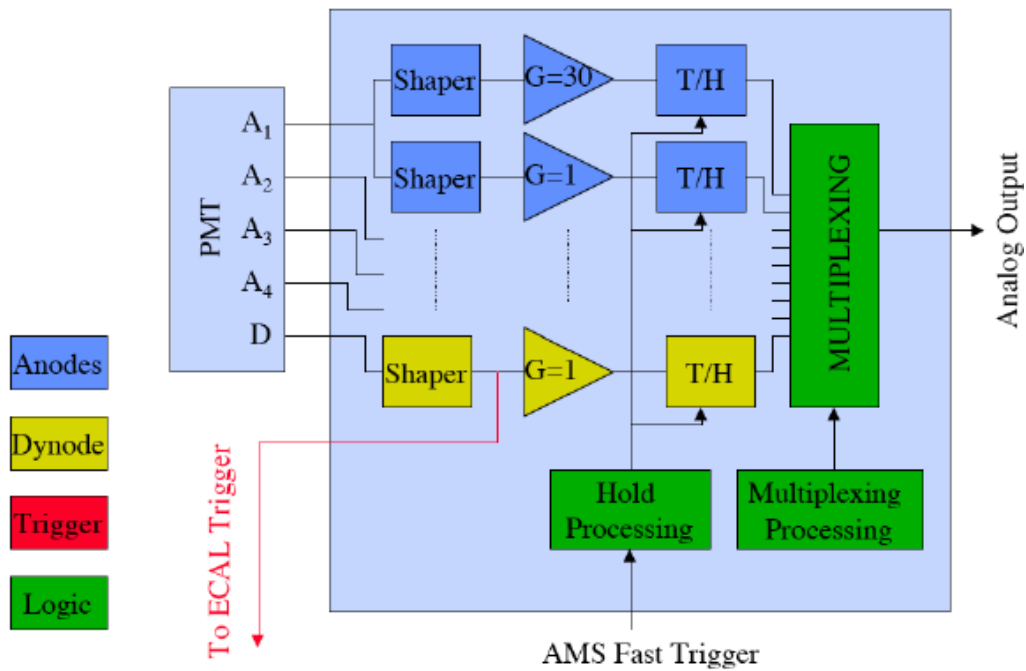 Shaper
G=30
T/H
A₁
Shaper
G=1
T/H
A₂
PMT
A₃
A₄
D
Shaper
G=1
T/H
MULTIPLEXING
Analog Output
Anodes
Dynode
Trigger
Logic
To ECAL Trigger
Hold
Processing
Multiplexing
Processing
AMS Fast Trigger